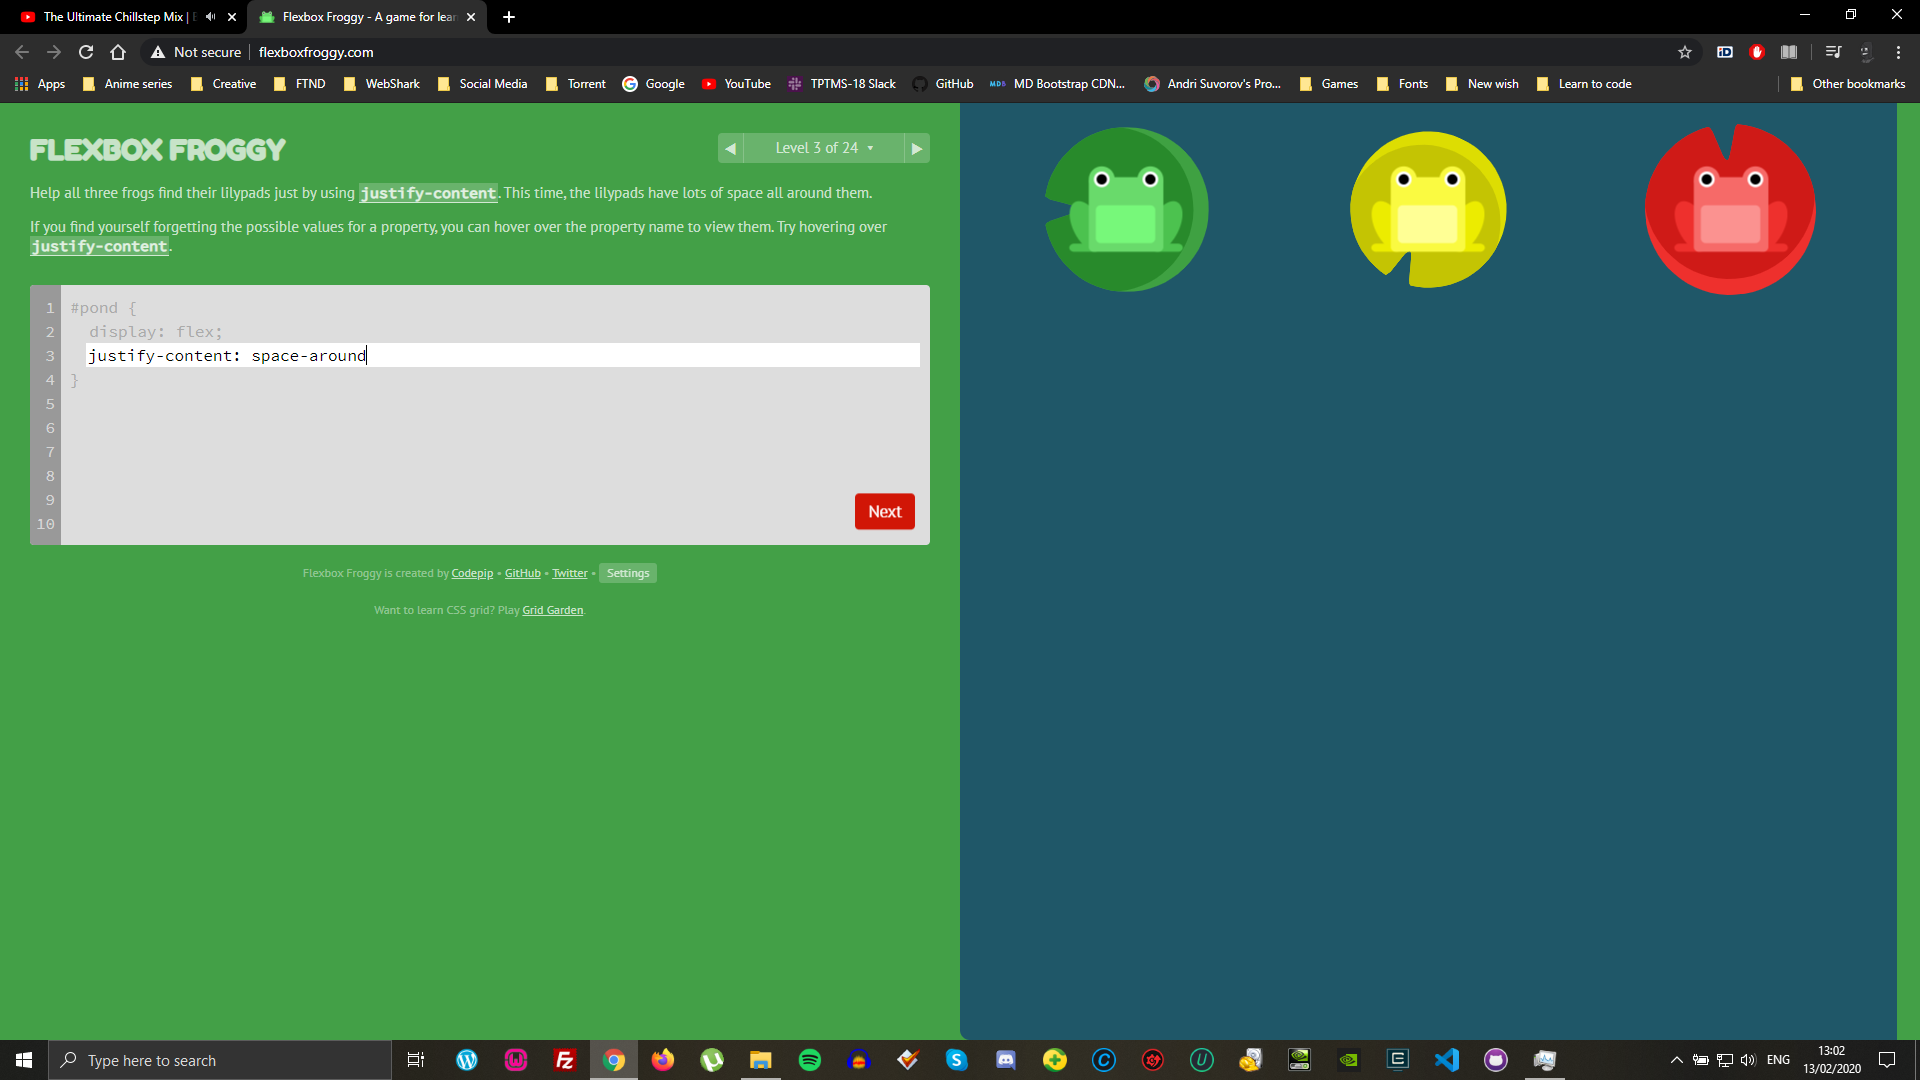 The Ultimate Chillstep Mix |
Flexbox Froggy - A game for lear
Not secure
flexboxfroggy.com
Apps
Anime series
Creative
FTND
WebShark
Social Media
Torrent
Google
YouTube
TPTMS-18 Slack
GitHub
MD Bootstrap CDN...
Andri Suvorov's Pro...
Games
Fonts
New wish
Learn to code
Other bookmarks
FLEXBOX FROGGY
◀ Level 3 of 24 ▾ ▶
Help all three frogs find their lilypads just by using justify-content. This time, the lilypads have lots of space all around them.
If you find yourself forgetting the possible values for a property, you can hover over the property name to view them. Try hovering over
justify-content.
1 #pond {
2 display: flex;
3 justify-content: space-around
4 }
5
6
7
8
9
10
Next
Flexbox Froggy is created by Codepip • GitHub • Twitter • Settings
Want to learn CSS grid? Play Grid Garden.
Type here to search
ENG
13:02
13/02/2020